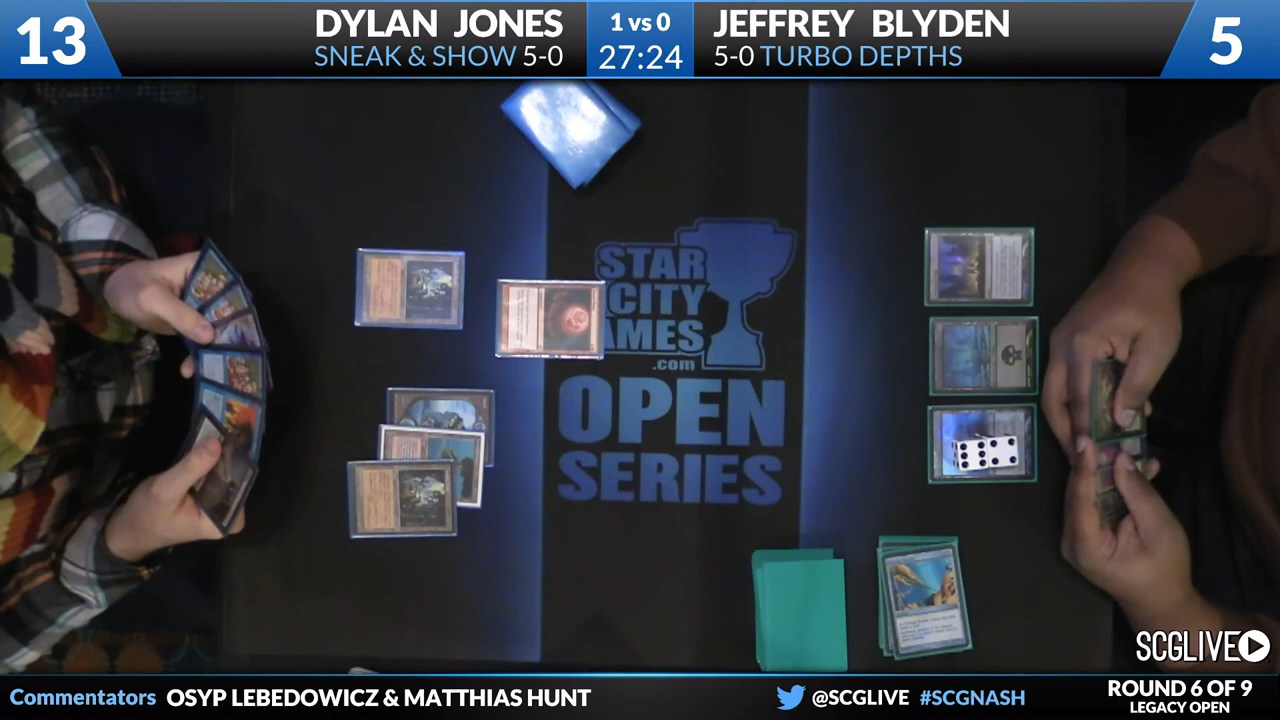 13
DYLAN JONES
SNEAK & SHOW 5-0
1 vs 0
27:24
JEFFREY BLYDEN
5-0 TURBO DEPTHS
5
STAR
CITY
GAMES
.com
OPEN
SERIES
SCGLIVE
Commentators OSYP LEBEDOWICZ & MATTHIAS HUNT
@SCGLIVE #SCGNASH
ROUND 6 OF 9
LEGACY OPEN